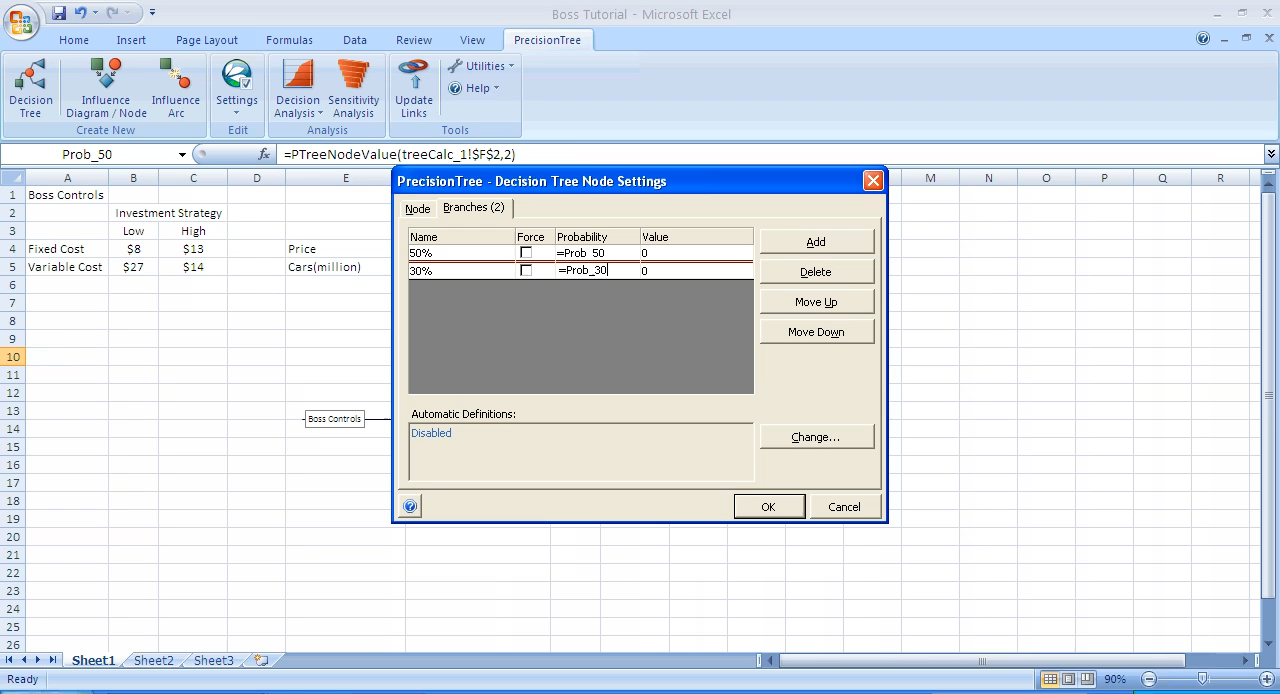 Boss Tutorial - Microsoft Excel
Home Insert Page Layout Formulas Data Review View PrecisionTree
Decision Tree
Influence Diagram / Node
Influence Arc
Create New
Settings
Edit
Decision Analysis
Sensitivity Analysis
Analysis
Update Links
Utilities
Help
Tools
Prob_50 fx =PTreeNodeValue(treeCalc_1!$F$2,2)
A B C D E M N O P Q R
1 Boss Controls
2 Investment Strategy
3 Low High
4 Fixed Cost $8 $13 Price
5 Variable Cost $27 $14 Cars(million)
6
7
8
9
10
11
12
13
14
15
16
17
18
19
20
21
22
23
24
25
26
Boss Controls
PrecisionTree - Decision Tree Node Settings
Node Branches (2)
Name Force Probability Value
50% =Prob_50 0
30% =Prob_30 0
Add
Delete
Move Up
Move Down
Automatic Definitions:
Disabled
Change...
OK Cancel
Sheet1 Sheet2 Sheet3
Ready 90%